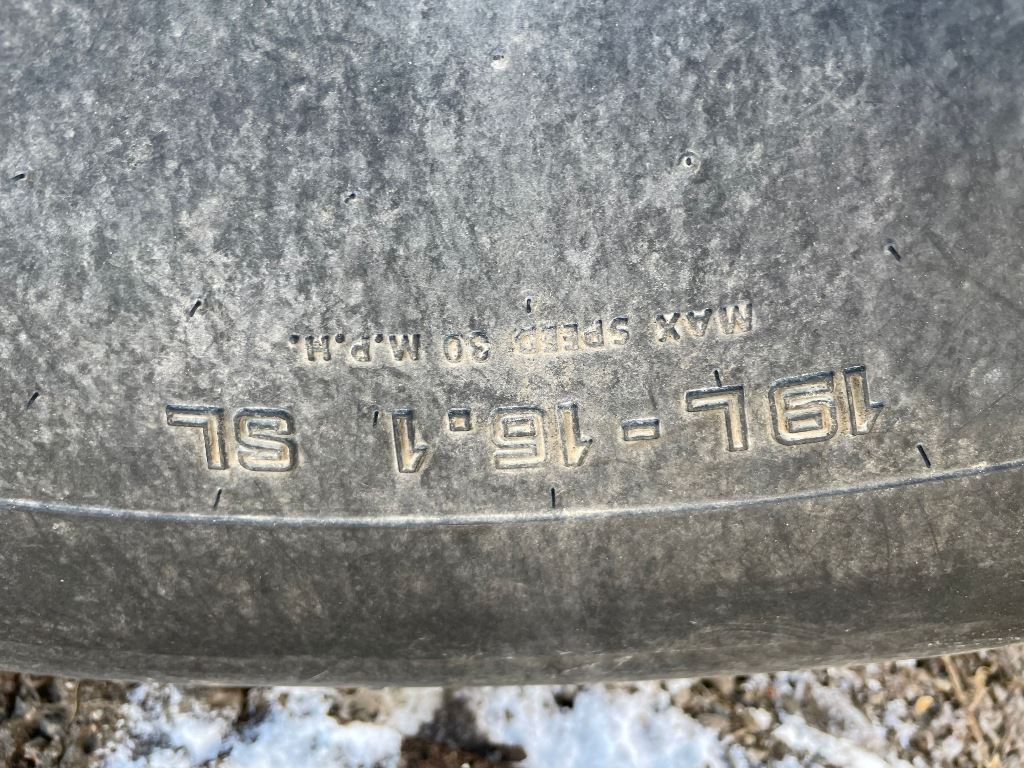 19L - 16.1 SL
MAX SPEED: 30 M.P.H.